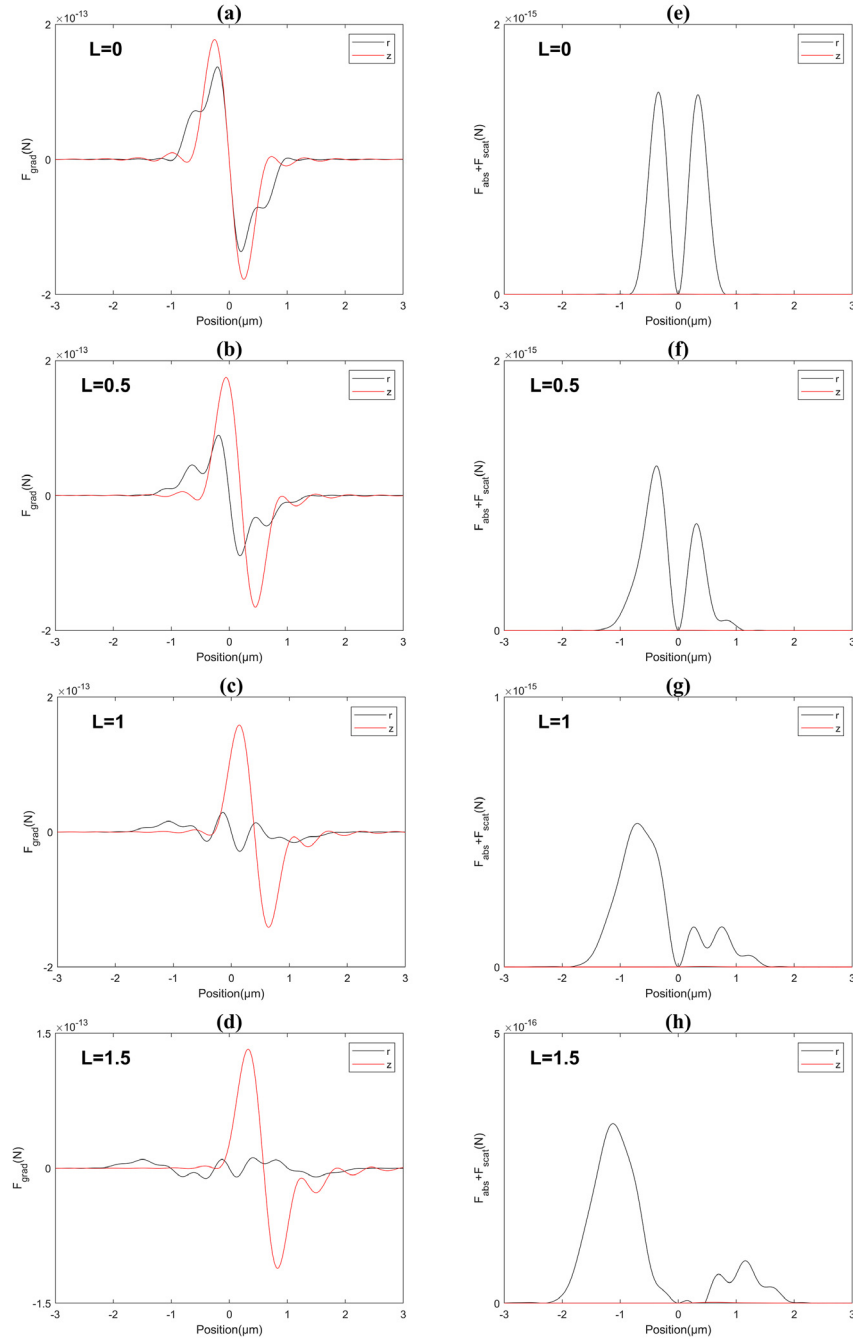 (a)
×10^-13
2
L=0
r
z
F_grad(N)
0
-2
-3 -2 -1 0 1 2 3
Position(μm)
(e)
×10^-15
2
L=0
r
z
F_abs+F_scat(N)
0
-3 -2 -1 0 1 2 3
Position(μm)
(b)
×10^-13
2
L=0.5
r
z
F_grad(N)
0
-2
-3 -2 -1 0 1 2 3
Position(μm)
(f)
×10^-15
2
L=0.5
r
z
F_abs+F_scat(N)
0
-3 -2 -1 0 1 2 3
Position(μm)
(c)
×10^-13
2
L=1
r
z
F_grad(N)
0
-2
-3 -2 -1 0 1 2 3
Position(μm)
(g)
×10^-15
1
L=1
r
z
F_abs+F_scat(N)
0
-3 -2 -1 0 1 2 3
Position(μm)
(d)
×10^-13
1.5
L=1.5
r
z
F_grad(N)
0
-1.5
-3 -2 -1 0 1 2 3
Position(μm)
(h)
×10^-16
5
L=1.5
r
z
F_abs+F_scat(N)
0
-3 -2 -1 0 1 2 3
Position(μm)